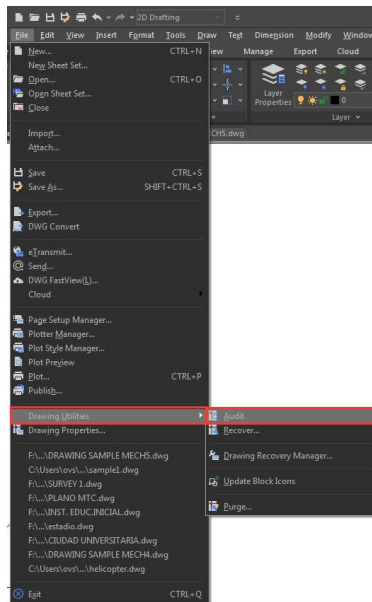 2D Drafting
File Edit View Insert Format Tools Draw Text Dimension Modify Window
New... CTRL+N
iew Manage Export Cloud
New Sheet Set...
Open... CTRL+O
Open Sheet Set...
Layer Properties
0
Close
Layer
CH5.dwg
Import...
Attach...
Save CTRL+S
Save As... SHIFT+CTRL+S
Export...
DWG Convert
eTransmit...
Send...
DWG FastView(L)...
Cloud
Page Setup Manager...
Plotter Manager...
Plot Style Manager...
Plot Preview
Plot... CTRL+P
Publish...
Drawing Utilities
Audit
Drawing Properties...
Recover...
F:\...\DRAWING SAMPLE MECH5.dwg
Drawing Recovery Manager...
C:\Users\ovs\...\sample1.dwg
F:\...\SURVEY 1.dwg
Update Block Icons
F:\...\PLANO MTC.dwg
F:\...\INST. EDUC.INICIAL.dwg
Purge...
F:\...\estadio.dwg
F:\...\CIUDAD UNIVERSITARIA.dwg
F:\...\DRAWING SAMPLE MECH4.dwg
C:\Users\ovs\...\helicopter.dwg
Exit CTRL+Q